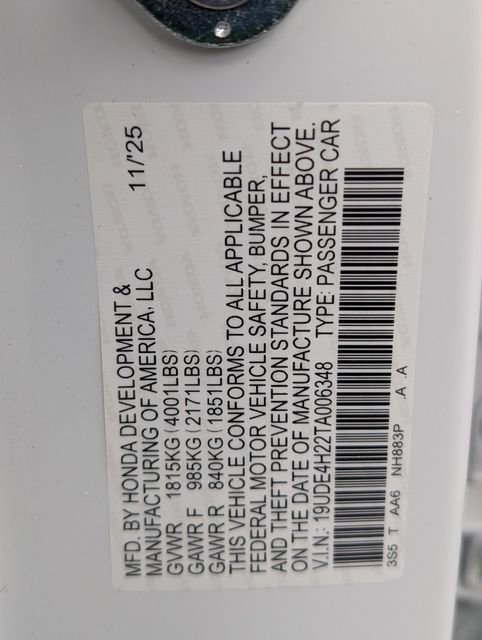 MFD. BY HONDA DEVELOPMENT & 11/'25
MANUFACTURING OF AMERICA, LLC
GVWR 1815KG (4001LBS)
GAWR F 985KG (2171LBS)
GAWR R 840KG (1851LBS)
THIS VEHICLE CONFORMS TO ALL APPLICABLE
FEDERAL MOTOR VEHICLE SAFETY, BUMPER,
AND THEFT PREVENTION STANDARDS IN EFFECT
ON THE DATE OF MANUFACTURE SHOWN ABOVE.
V.I.N.: 19UDE4H22TA006348 TYPE: PASSENGER CAR
3S5 T AA6 NH883P .A .A